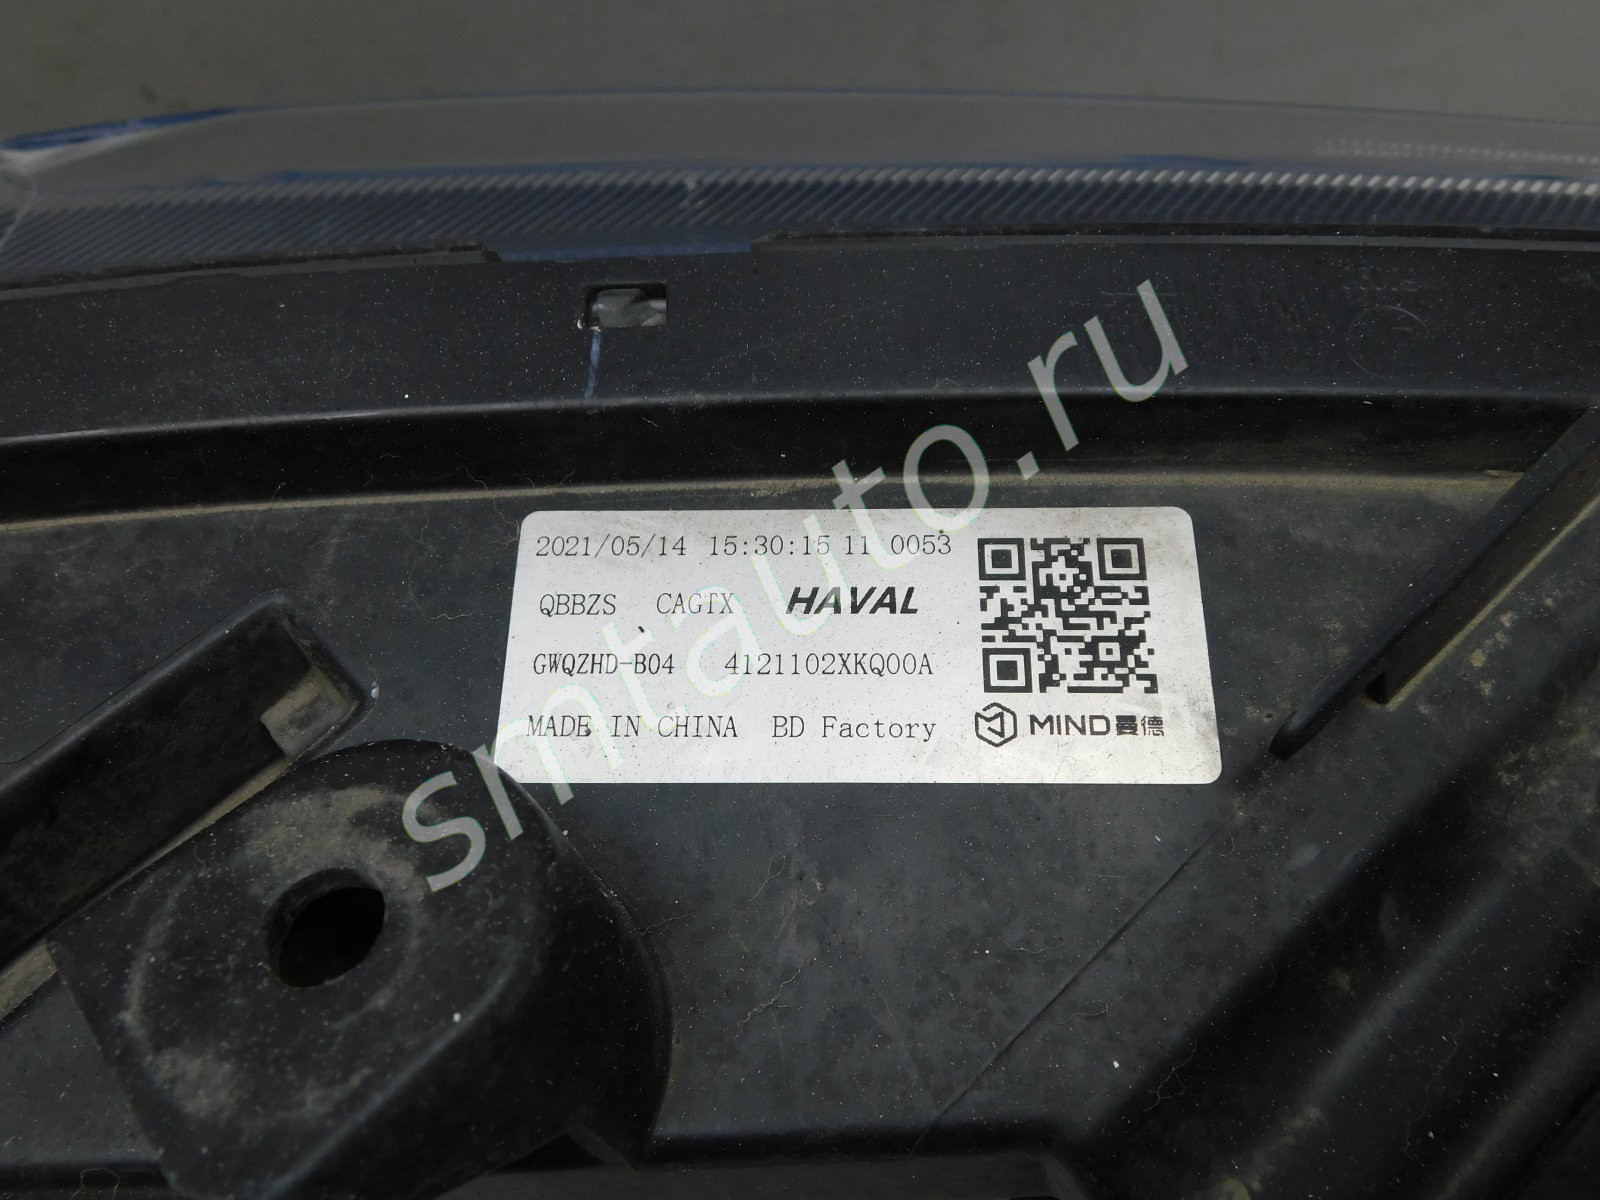 2021/05/14 15:30:15 11 0053
QBBZS CAGTX HAVAL
GWQZHD-B04 4121102XKQ00A
MADE IN CHINA BD Factory MIND曼德
smtauto.ru